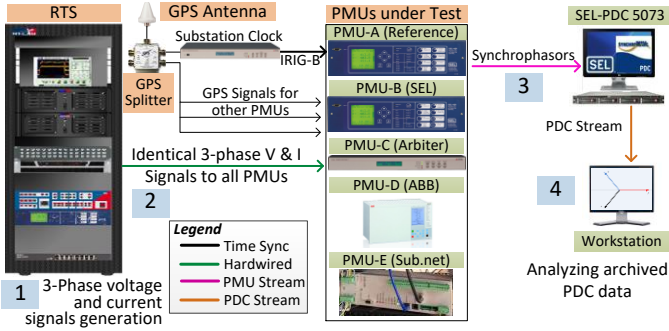 RTS
GPS Antenna
Substation Clock
IRIG-B
GPS
Splitter
GPS Signals for
other PMUs
Identical 3-phase V & I
Signals to all PMUs
2
Legend
Time Sync
Hardwired
PMU Stream
PDC Stream
1
3-Phase voltage
and current
signals generation
PMUs under Test
PMU-A (Reference)
PMU-B (SEL)
PMU-C (Arbiter)
PMU-D (ABB)
PMU-E (Sub.net)
Synchrophasors
3
SEL-PDC 5073
SEL
PDC
PDC Stream
4
Workstation
Analyzing archived
PDC data